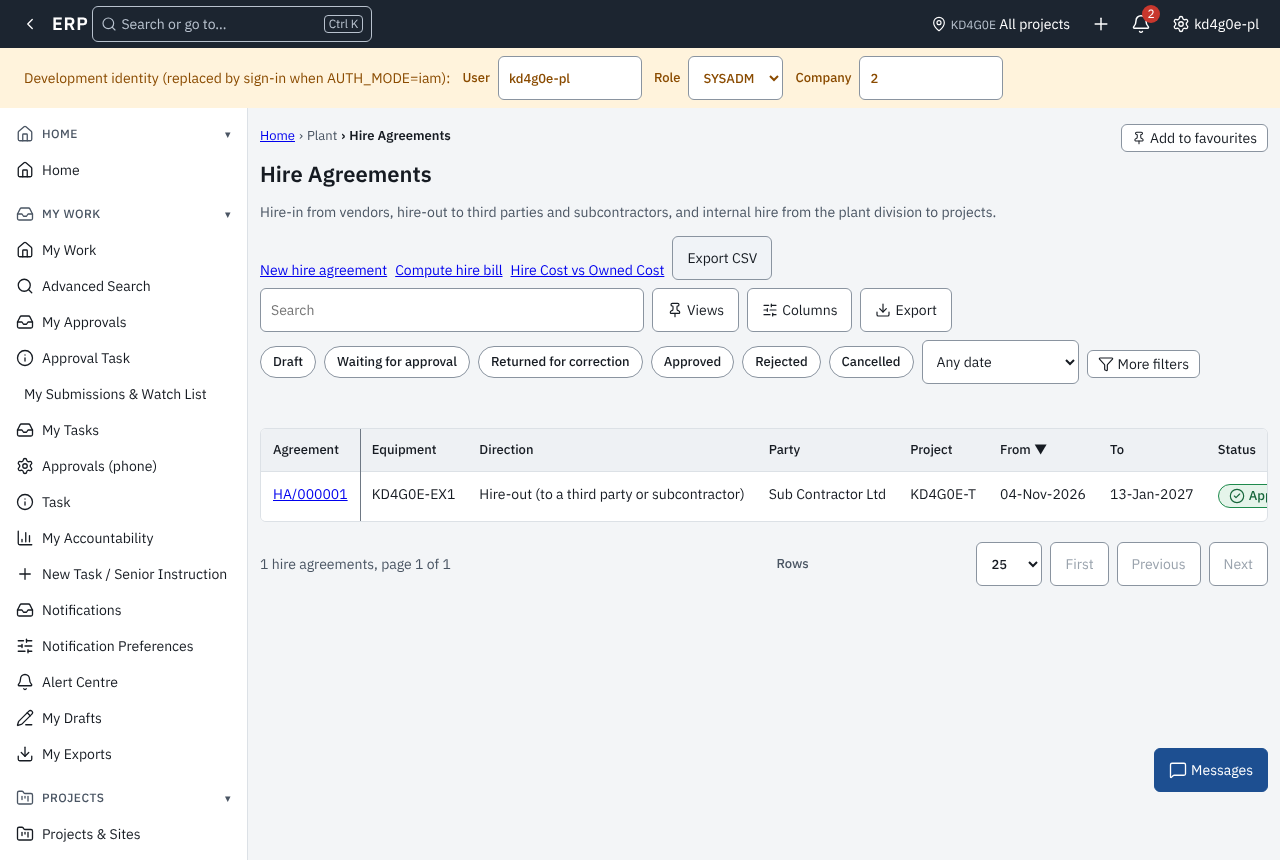 ERP
Search or go to...
Ctrl K
KD4G0E All projects
2
kd4g0e-pl
Development identity (replaced by sign-in when AUTH_MODE=iam): User kd4g0e-pl Role SYSADM Company 2
HOME
Home
MY WORK
My Work
Advanced Search
My Approvals
Approval Task
My Submissions & Watch List
My Tasks
Approvals (phone)
Task
My Accountability
New Task / Senior Instruction
Notifications
Notification Preferences
Alert Centre
My Drafts
My Exports
PROJECTS
Projects & Sites
Home › Plant › Hire Agreements
Add to favourites
Hire Agreements
Hire-in from vendors, hire-out to third parties and subcontractors, and internal hire from the plant division to projects.
New hire agreement Compute hire bill Hire Cost vs Owned Cost Export CSV
Search Views Columns Export
Draft Waiting for approval Returned for correction Approved Rejected Cancelled Any date More filters
Agreement Equipment Direction Party Project From ▼ To Status
HA/000001 KD4G0E-EX1 Hire-out (to a third party or subcontractor) Sub Contractor Ltd KD4G0E-T 04-Nov-2026 13-Jan-2027
1 hire agreements, page 1 of 1 Rows 25 First Previous Next
Messages